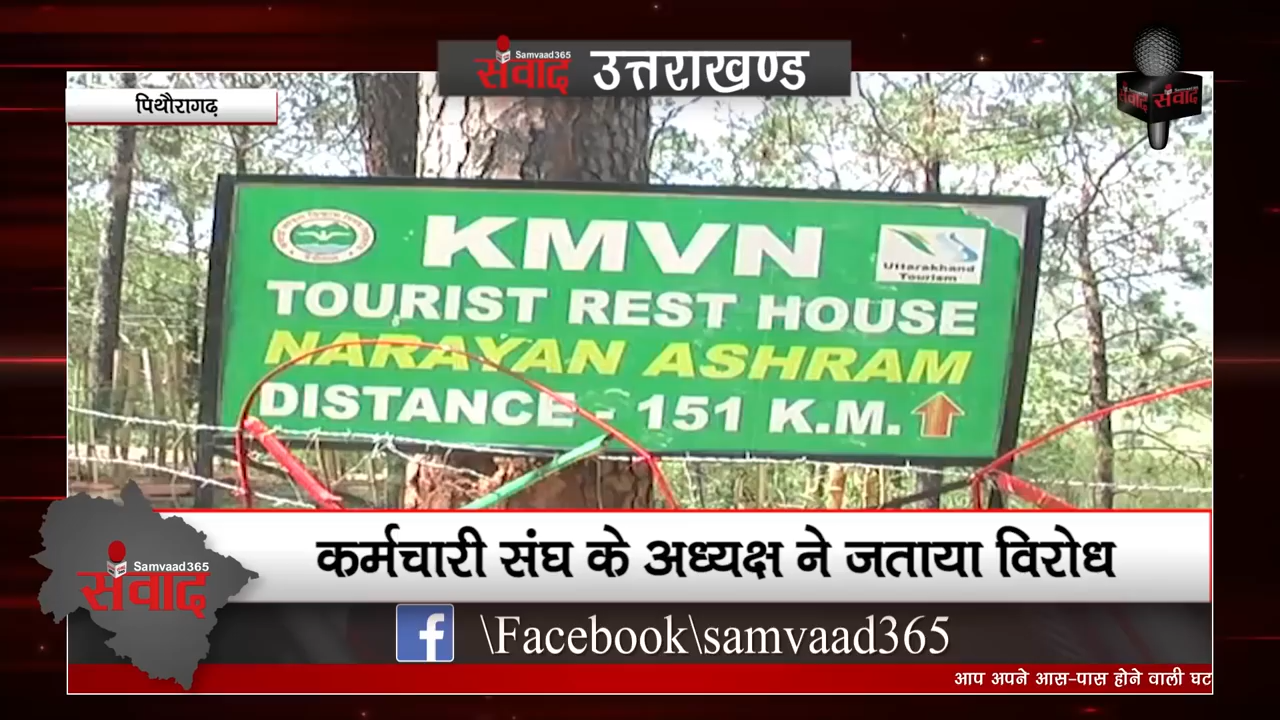 Samvaad365
संवाद उत्तराखण्ड
पिथौरागढ़
संवाद संवाद
KMVN
Uttarakhand
Tourism
TOURIST REST HOUSE
NARAYAN ASHRAM
DISTANCE - 151 K.M.
कर्मचारी संघ के अध्यक्ष ने जताया विरोध
Samvaad365
संवाद
\Facebook\samvaad365
आप अपने आस-पास होने वाली घट